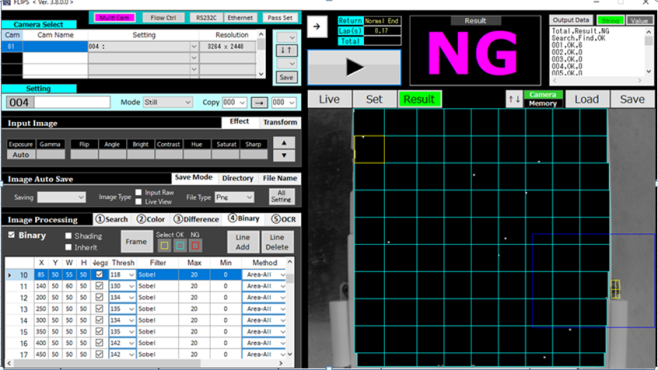 FLIPS < Ver. 3.8.0.0 >
Multi Cam Flow Ctrl RS232C Ethernet Pass Set
Camera Select
Cam Cam Name Setting Resolution
01 004 : 3264 x 2448
↓↑
Save
Setting
004 Mode Still Copy 000 → 000
Input Image Effect Transform
Exposure Gamma Flip Angle Bright Contrast Hue Saturat Sharp
Auto
Image Auto Save Save Mode Directory File Name
Saving Image Type Input Raw Live View File Type Png All Setting
Image Processing ①Search ②Color ③Difference ④Binary ⑤OCR
Binary Shading Inherit Frame Select OK NG Line Add Line Delete
X Y W H Nega Thresh Filter Max Min Method
10 85 50 55 50 118 Sobel 20 0 Area-All
11 140 50 60 50 130 Sobel 20 0 Area-All
12 200 50 50 50 134 Sobel 20 0 Area-All
13 250 50 50 50 135 Sobel 20 0 Area-All
14 300 50 50 50 134 Sobel 20 0 Area-All
15 350 50 50 50 135 Sobel 20 0 Area-All
16 400 50 50 50 142 Sobel 20 0 Area-All
17 450 50 50 50 142 Sobel 20 0 Area-All
→
Return Normal End
Lap(s) 0.17
Total
Result
NG
Output Data String Value
Total.Result,NG
Search.Find,OK
001,OK,6
002,OK,0
003,OK,0
004,OK,0
005,OK,0
Live Set Result ↑↓ Camera Memory Load Save